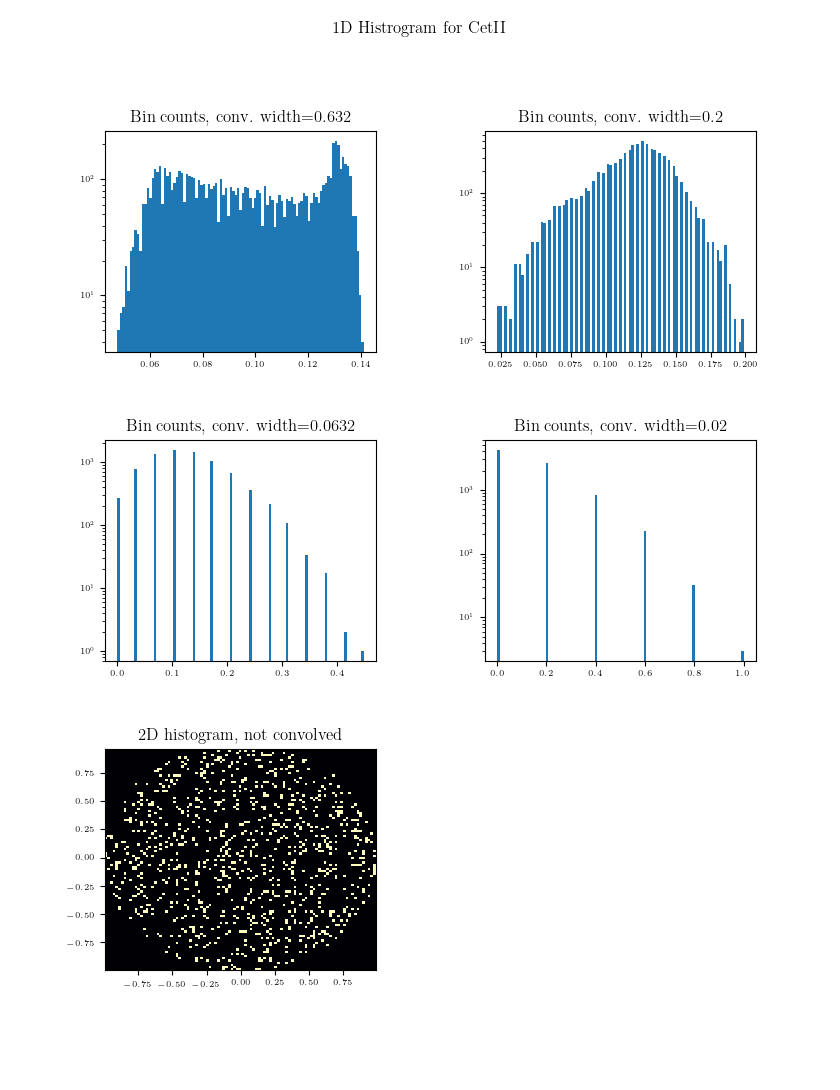 1D Histrogram for CetII
Bin counts, conv. width=0.632
10²
10¹
0.06 0.08 0.10 0.12 0.14
Bin counts, conv. width=0.2
10²
10¹
10⁰
0.025 0.050 0.075 0.100 0.125 0.150 0.175 0.200
Bin counts, conv. width=0.0632
10³
10²
10¹
10⁰
0.0 0.1 0.2 0.3 0.4
Bin counts, conv. width=0.02
10³
10²
10¹
0.0 0.2 0.4 0.6 0.8 1.0
2D histogram, not convolved
0.75
0.50
0.25
0.00
−0.25
−0.50
−0.75
−0.75 −0.50 −0.25 0.00 0.25 0.50 0.75